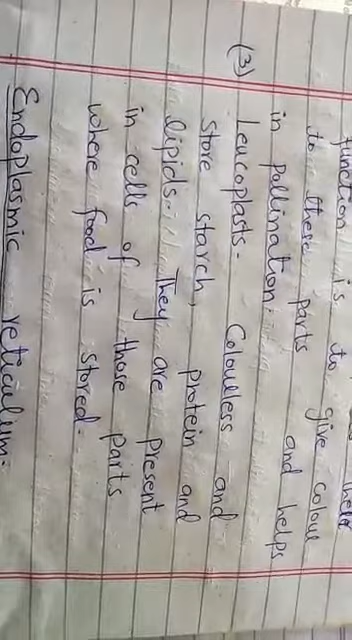 function is to give colour
to these parts and helps
in pollination.
(3) Leucoplasts - Colourless and
store starch, protein and
lipids. They are present
in cells of those parts
where food is stored.
Endoplasmic reticulum.